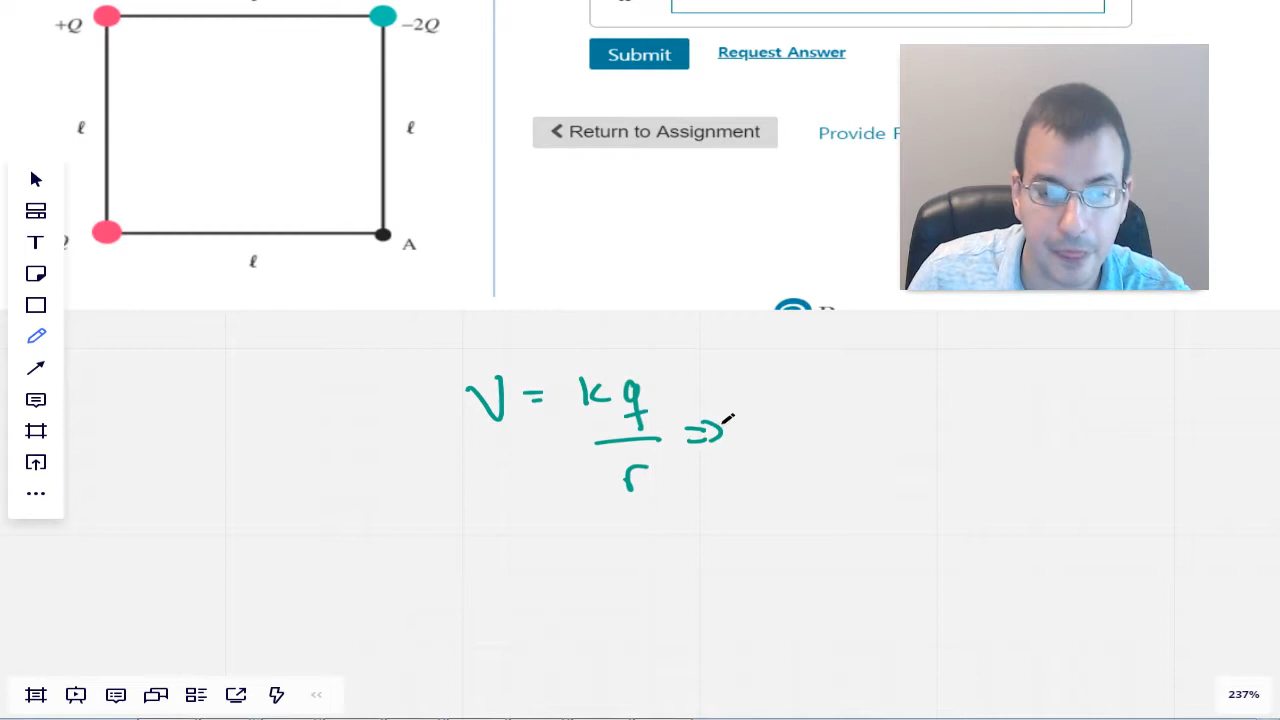 +Q
−2Q
Submit
Request Answer
Return to Assignment
Provide F
ℓ
ℓ
A
ℓ
V = kq
r
=>
237%